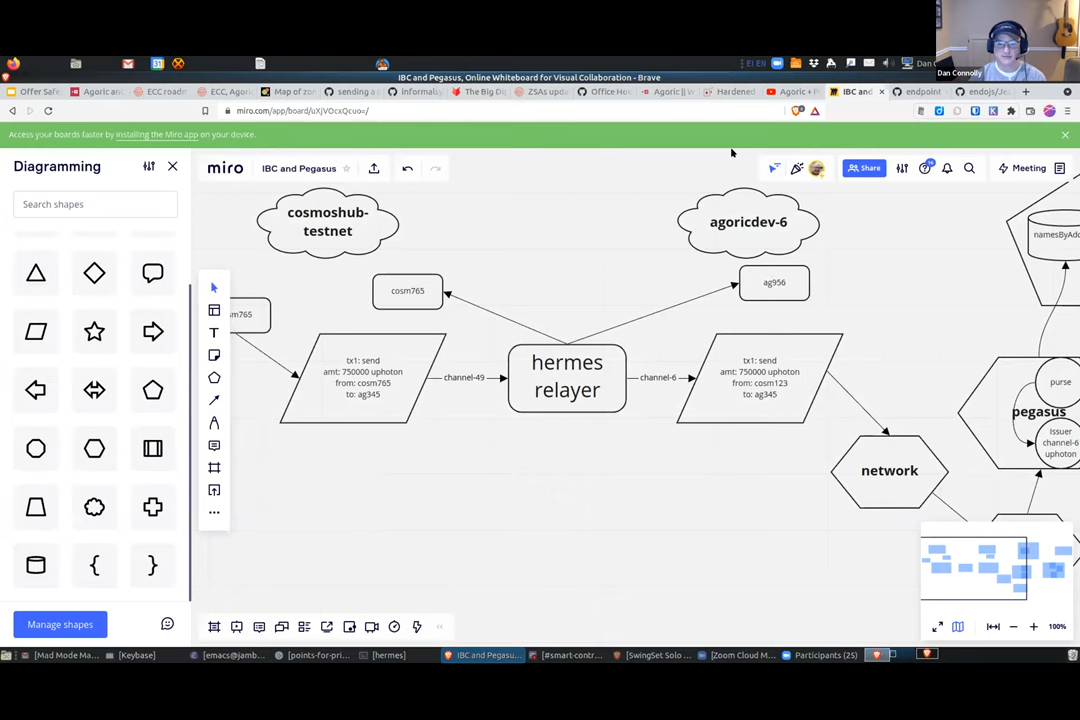 Dan Connolly
EN
IBC and Pegasus, Online Whiteboard for Visual Collaboration - Brave
Offer Safe
Agoric an
ECC road
ECC, Agori
Map of zon
sending a
informalsy
The Big Di
ZSAs upda
Office Hou
Agoric || W
Hardened
Agoric + P
IBC and
endpoint
endojs/Jes
miro.com/app/board/uXjVOcxQcuo=/
Access your boards faster by installing the Miro app on your device.
Diagramming
miro
IBC and Pegasus
Share
Meeting
Search shapes
cosmoshub-
testnet
agoricdev-6
namesByAdd
cosm765
ag956
sm765
tx1: send
amt: 750000 uphoton
from: cosm765
to: ag345
channel-49
hermes
relayer
channel-6
tx1: send
amt: 750000 uphoton
from: cosm123
to: ag345
purse
pegasus
Issuer
channel-6
uphoton
network
Manage shapes
100%
[Mad Mode Ma...
[Keybase]
[emacs@jamb...
[points-for-pri...
[hermes]
IBC and Pegasu...
[#smart-contr...
[SwingSet Solo ...
[Zoom Cloud M...
Participants (25)